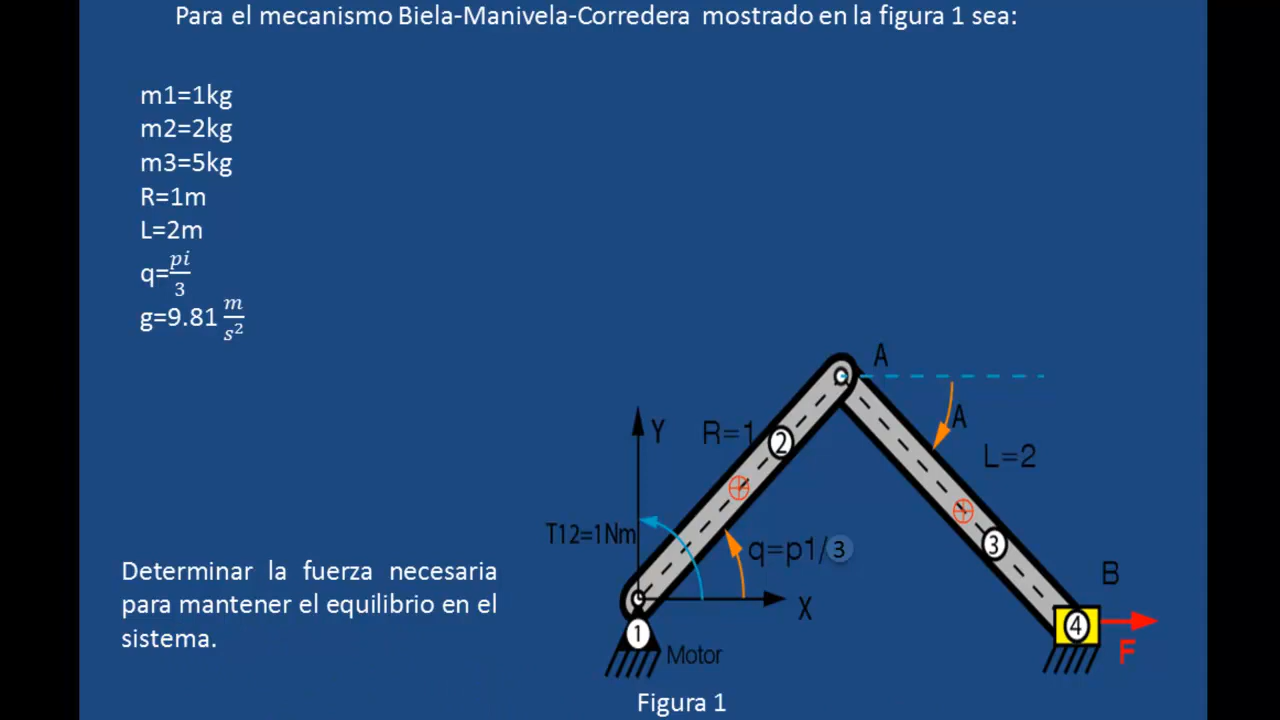 Para el mecanismo Biela-Manivela-Corredera mostrado en la figura 1 sea:
m1=1kg
m2=2kg
m3=5kg
R=1m
L=2m
q=pi/3
g=9.81 m/s²
A
Y
R=1
2
A
L=2
T12=1Nm
q=p1/3
3
B
X
1
Motor
4
F
Determinar la fuerza necesaria
para mantener el equilibrio en el
sistema.
Figura 1